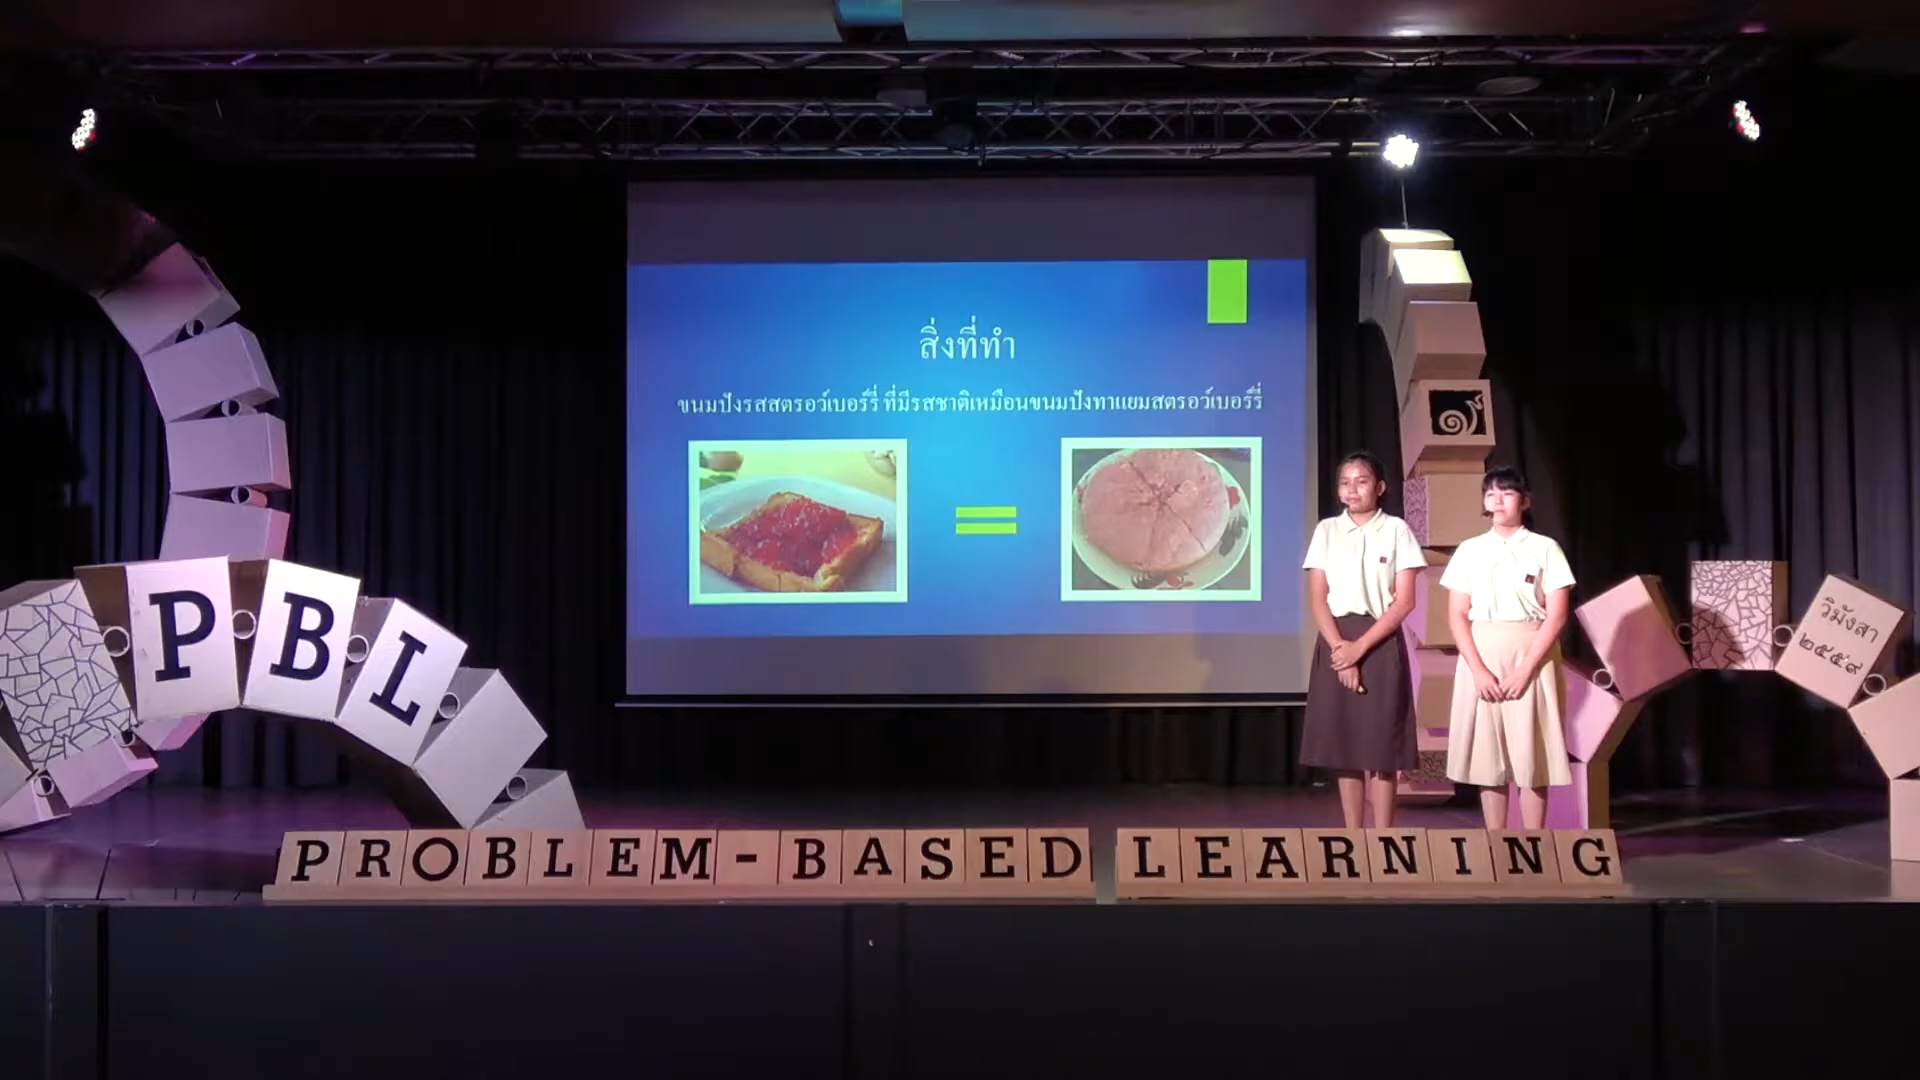 สิ่งที่ทำ
ขนมปังรสสตรอว์เบอร์รี่ ที่มีรสชาติเหมือนขนมปังทาแยมสตรอว์เบอร์รี่
๑
PBL
วิมังสา
๒๕๕๙
PROBLEM-BASED LEARNING